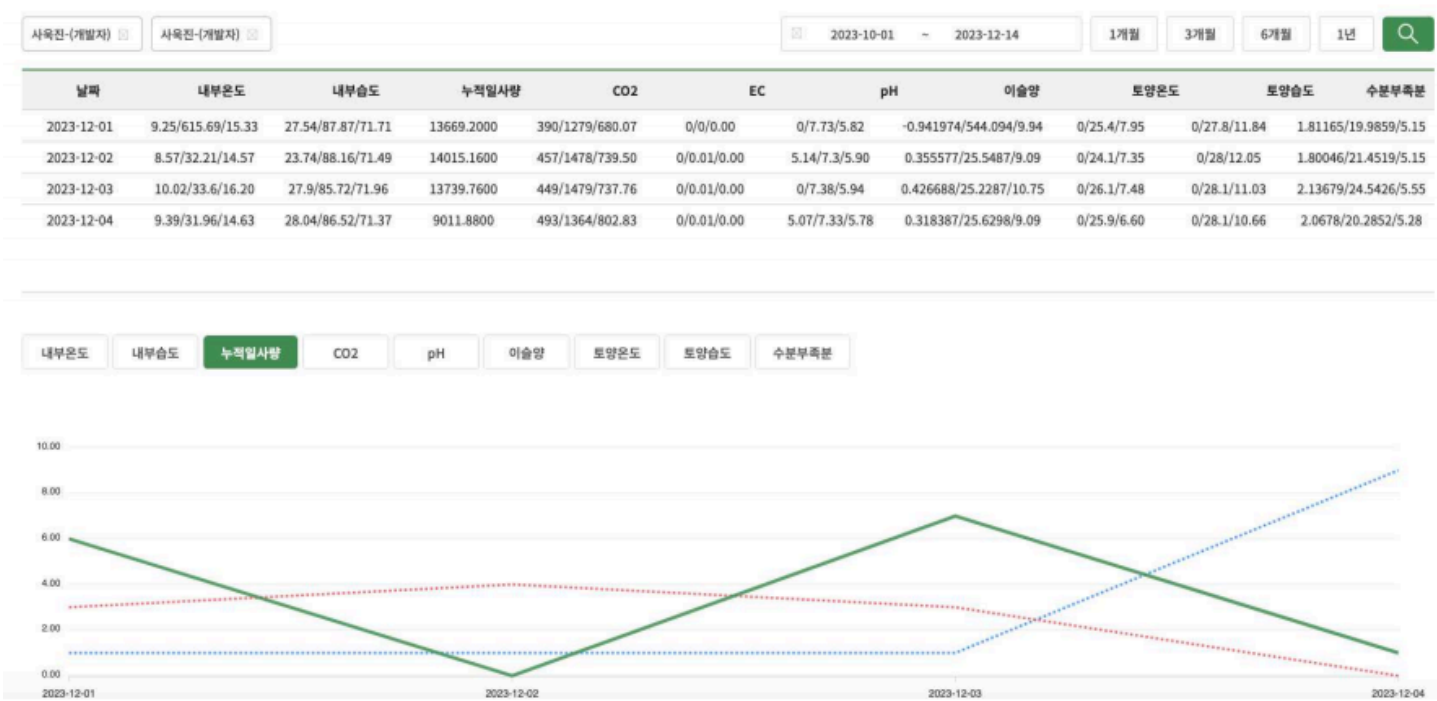 사욱진-(개발자) 사욱진-(개발자) 2023-10-01 ~ 2023-12-14 1개월 3개월 6개월 1년
날짜 내부온도 내부습도 누적일사량 CO2 EC pH 이슬양 토양온도 토양습도 수분부족분
2023-12-01 9.25/615.69/15.33 27.54/87.87/71.71 13669.2000 390/1279/680.07 0/0/0.00 0/7.73/5.82 -0.941974/544.094/9.94 0/25.4/7.95 0/27.8/11.84 1.81165/19.9859/5.15
2023-12-02 8.57/32.21/14.57 23.74/88.16/71.49 14015.1600 457/1478/739.50 0/0.01/0.00 5.14/7.3/5.90 0.355577/25.5487/9.09 0/24.1/7.35 0/28/12.05 1.80046/21.4519/5.15
2023-12-03 10.02/33.6/16.20 27.9/85.72/71.96 13739.7600 449/1479/737.76 0/0.01/0.00 0/7.38/5.94 0.426688/25.2287/10.75 0/26.1/7.48 0/28.1/11.03 2.13679/24.5426/5.55
2023-12-04 9.39/31.96/14.63 28.04/86.52/71.37 9011.8800 493/1364/802.83 0/0.01/0.00 5.07/7.33/5.78 0.318387/25.6298/9.09 0/25.9/6.60 0/28.1/10.66 2.0678/20.2852/5.28
내부온도 내부습도 누적일사량 CO2 pH 이슬양 토양온도 토양습도 수분부족분
10.00
8.00
6.00
4.00
2.00
0.00
2023-12-01 2023-12-02 2023-12-03 2023-12-04